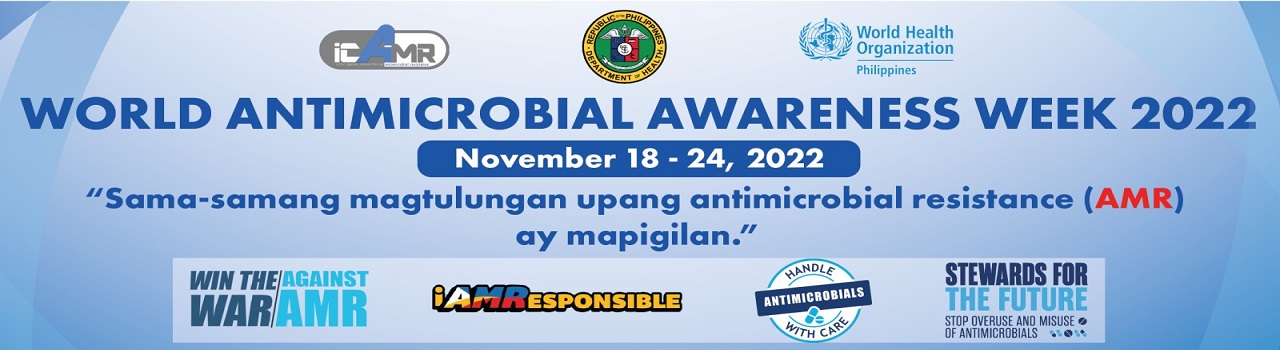 iCAMR
REPUBLIC OF THE PHILIPPINES
DEPARTMENT OF HEALTH
World Health
Organization
Philippines
WORLD ANTIMICROBIAL AWARENESS WEEK 2022
November 18 - 24, 2022
“Sama-samang magtulungan upang antimicrobial resistance (AMR)
ay mapigilan.”
WIN THE/AGAINST
WAR/AMR
iAMRESPONSIBLE
HANDLE
ANTIMICROBIALS
WITH CARE
STEWARDS FOR
THE FUTURE
STOP OVERUSE AND MISUSE
OF ANTIMICROBIALS